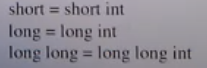 short = short int
long = long int
long long = long long int